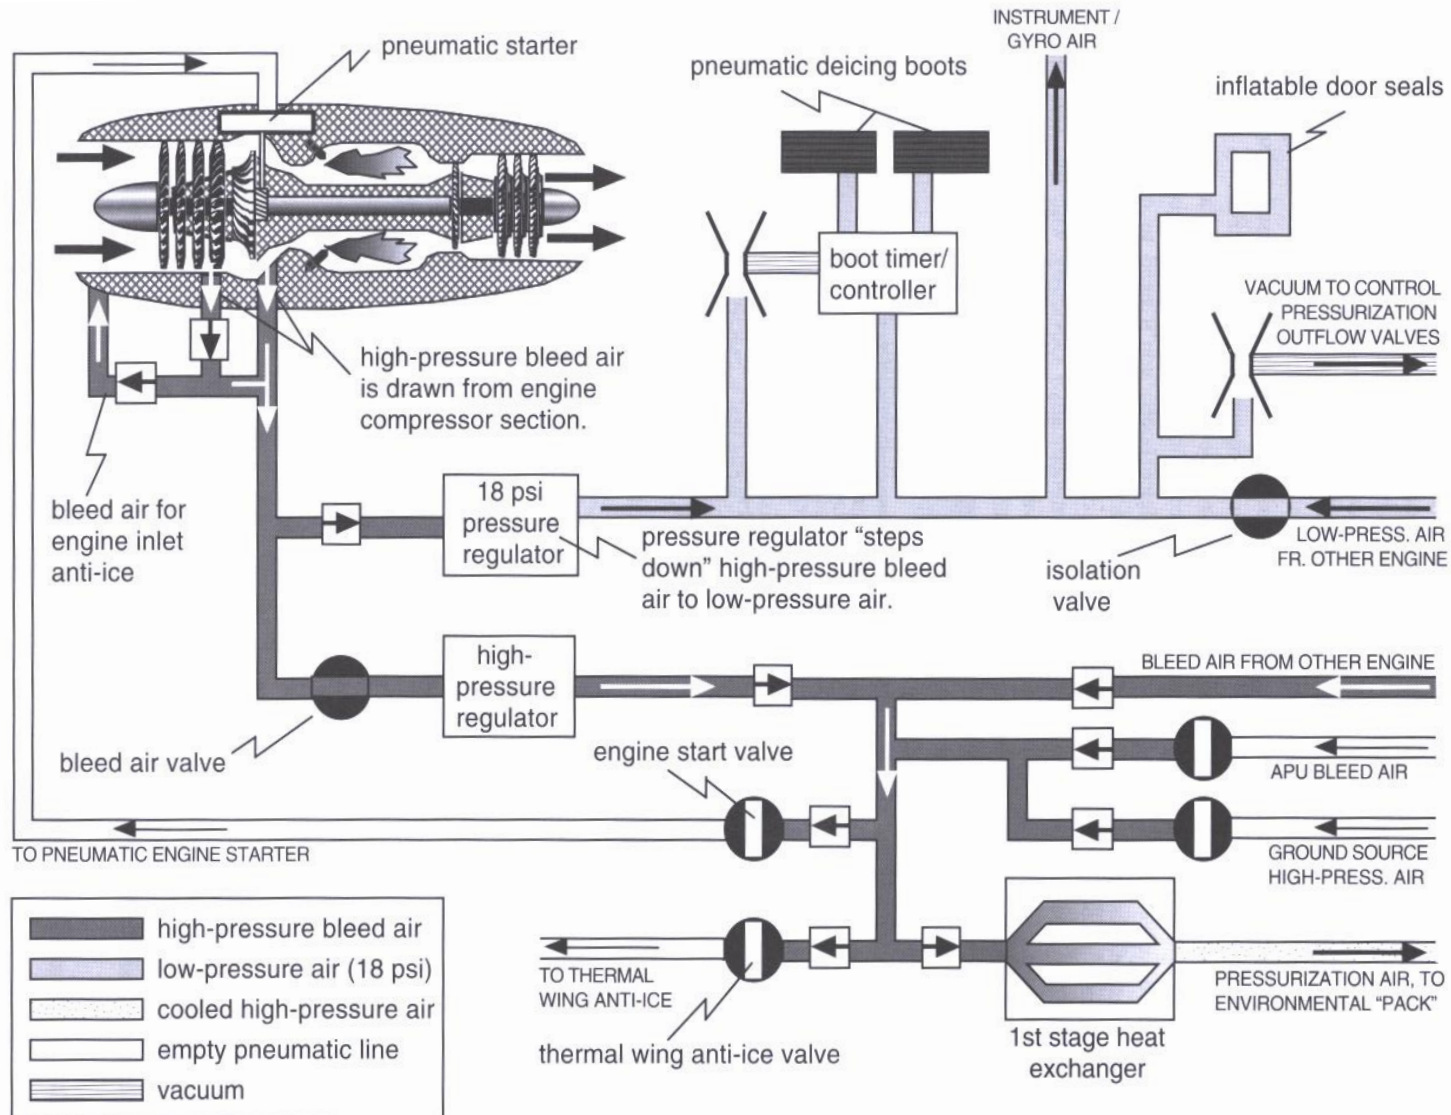 pneumatic starter
INSTRUMENT /
GYRO AIR
pneumatic deicing boots
inflatable door seals
boot timer/
controller
VACUUM TO CONTROL
PRESSURIZATION
OUTFLOW VALVES
high-pressure bleed air
is drawn from engine
compressor section.
bleed air for
engine inlet
anti-ice
18 psi
pressure
regulator
pressure regulator “steps
down” high-pressure bleed
air to low-pressure air.
isolation
valve
LOW-PRESS. AIR
FR. OTHER ENGINE
high-
pressure
regulator
BLEED AIR FROM OTHER ENGINE
bleed air valve
engine start valve
APU BLEED AIR
TO PNEUMATIC ENGINE STARTER
GROUND SOURCE
HIGH-PRESS. AIR
high-pressure bleed air
low-pressure air (18 psi)
cooled high-pressure air
empty pneumatic line
vacuum
TO THERMAL
WING ANTI-ICE
thermal wing anti-ice valve
1st stage heat
exchanger
PRESSURIZATION AIR, TO
ENVIRONMENTAL “PACK”